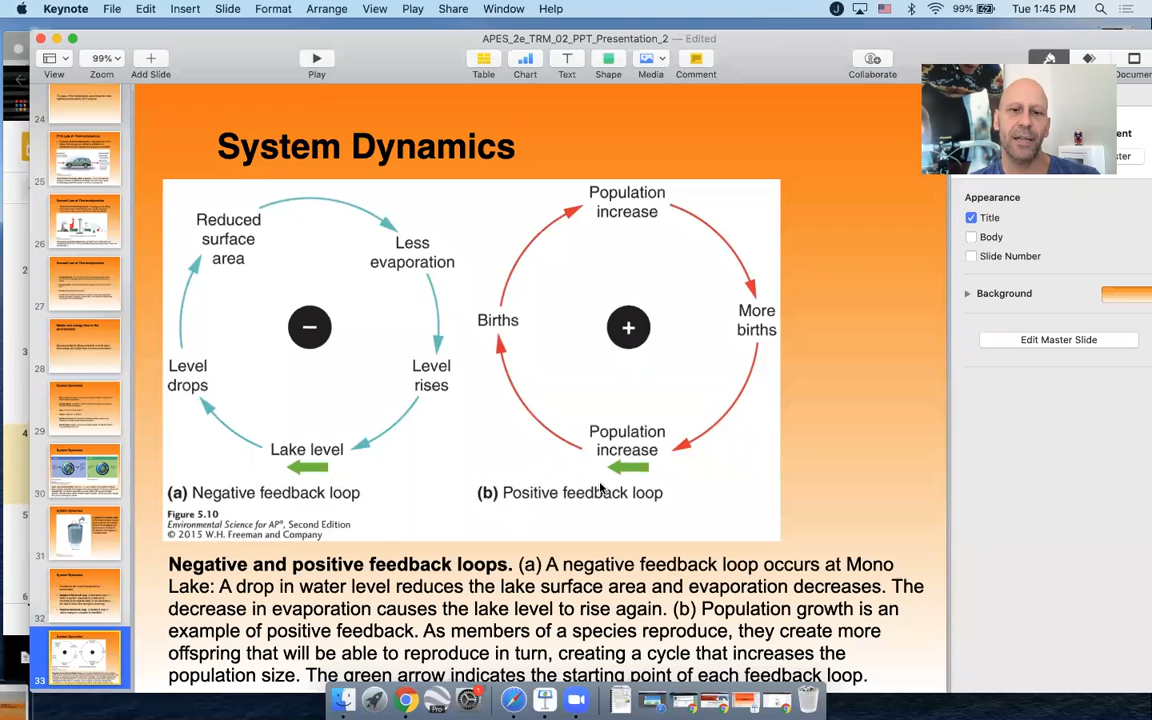 Keynote File Edit Insert Slide Format Arrange View Play Share Window Help
99% Tue 1:45 PM
APES_2e_TRM_02_PPT_Presentation_2 — Edited
99%
View Zoom Add Slide Play Table Chart Text Shape Media Comment Collaborate
24
25
26
27
28
29
30
31
32
33
2
3
4
5
6
System Dynamics
Reduced
surface
area
Less
evaporation
Level
drops
Level
rises
Lake level
−
(a) Negative feedback loop
Population
increase
Births
More
births
Population
increase
+
(b) Positive feedback loop
Figure 5.10
Environmental Science for AP®, Second Edition
© 2015 W.H. Freeman and Company
Negative and positive feedback loops. (a) A negative feedback loop occurs at Mono
Lake: A drop in water level reduces the lake surface area and evaporation decreases. The
decrease in evaporation causes the lake level to rise again. (b) Population growth is an
example of positive feedback. As members of a species reproduce, they create more
offspring that will be able to reproduce in turn, creating a cycle that increases the
population size. The green arrow indicates the starting point of each feedback loop.
Appearance
Title
Body
Slide Number
Background
Edit Master Slide
Pro
1